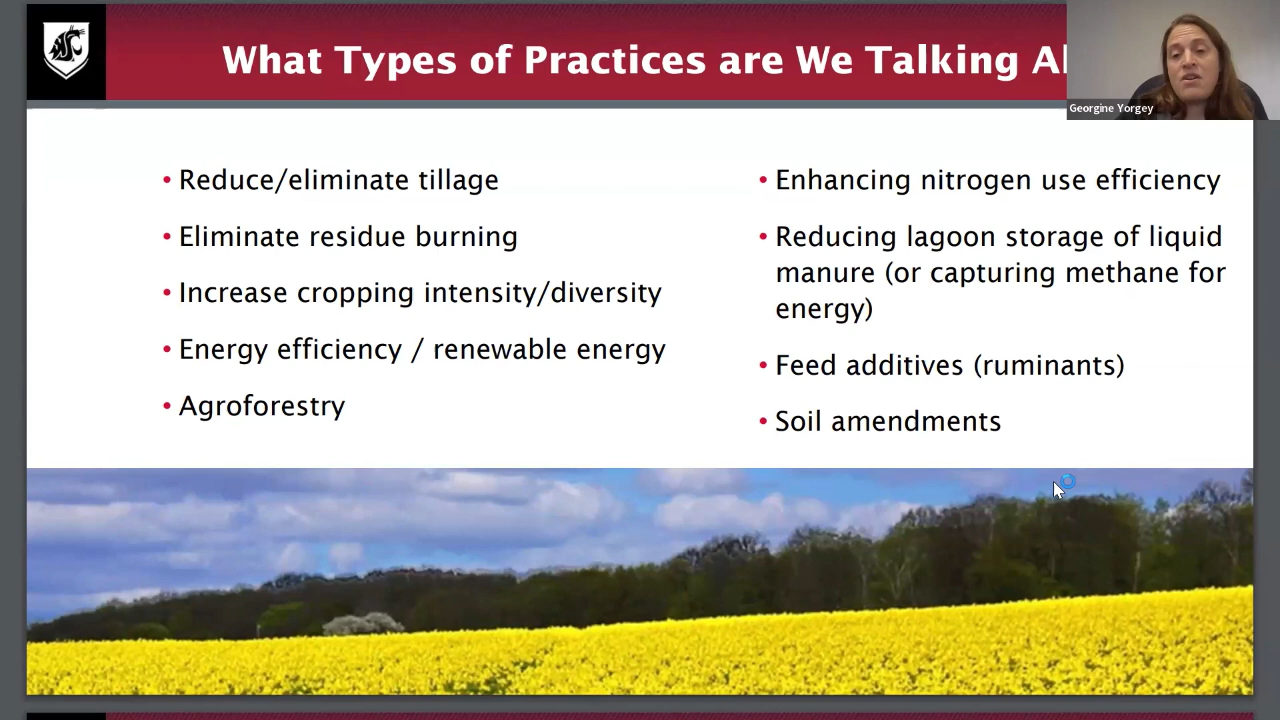 What Types of Practices are We Talking
Georgine Yorgey
• Reduce/eliminate tillage
• Eliminate residue burning
• Increase cropping intensity/diversity
• Energy efficiency / renewable energy
• Agroforestry
• Enhancing nitrogen use efficiency
• Reducing lagoon storage of liquid
manure (or capturing methane for
energy)
• Feed additives (ruminants)
• Soil amendments